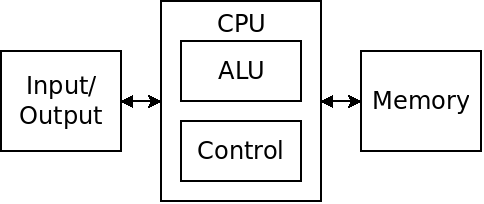 CPU
ALU
Input/
Output
Memory
Control